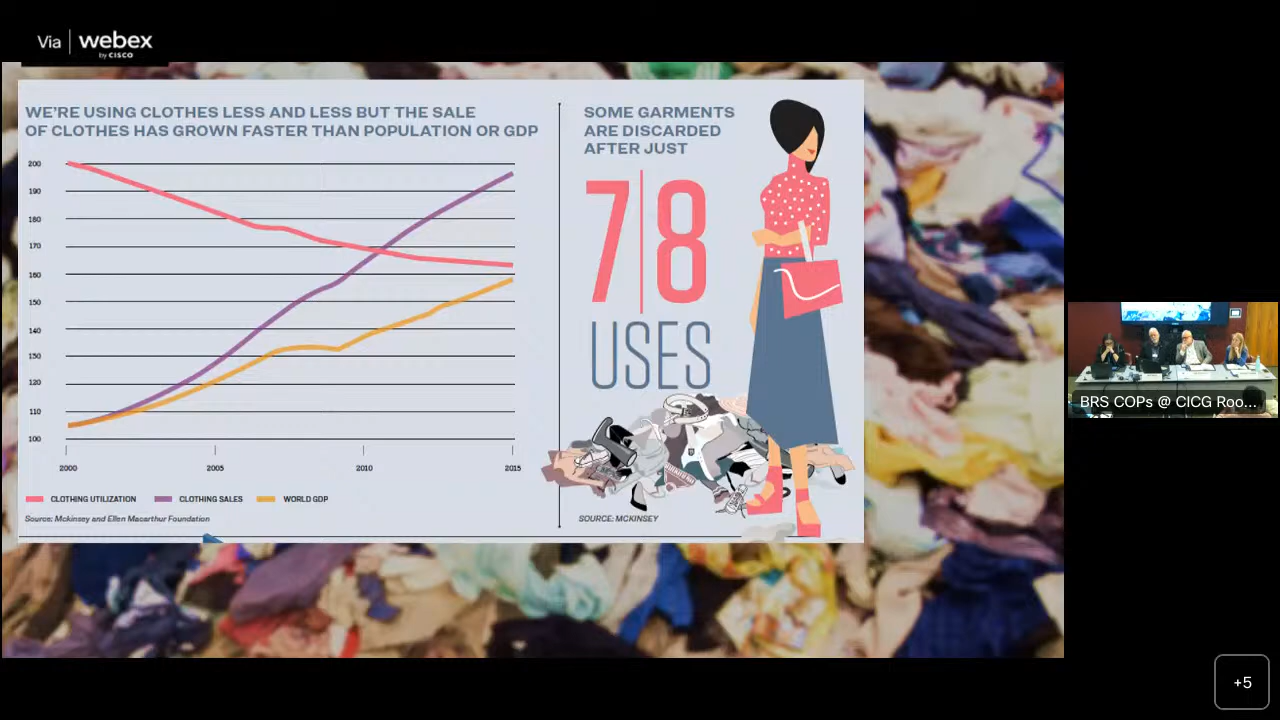 Via | webex
by CISCO
WE'RE USING CLOTHES LESS AND LESS BUT THE SALE
OF CLOTHES HAS GROWN FASTER THAN POPULATION OR GDP
200
190
180
170
160
150
140
150
120
110
100
2000
2005
2010
2015
CLOTHING UTILIZATION
CLOTHING SALES
WORLD GDP
Source: Mckinsey and Ellen Macarthur Foundation
SOME GARMENTS
ARE DISCARDED
AFTER JUST
7|8
USES
SOURCE: MCKINSEY
BRS COPs @ CICG Roo...
+5